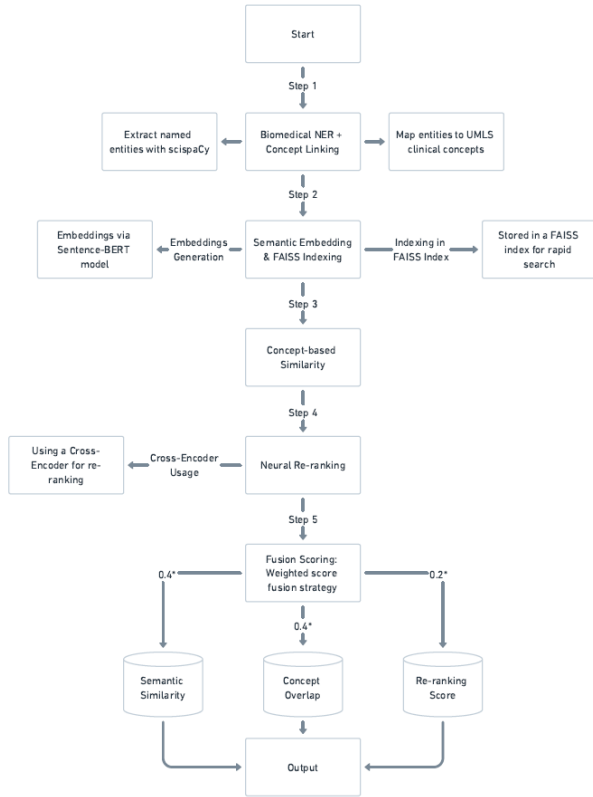 Start
Step 1
Extract named
entities with scispaCy
Biomedical NER +
Concept Linking
Map entities to UMLS
clinical concepts
Step 2
Embeddings via
Sentence-BERT
model
Embeddings
Generation
Semantic Embedding
& FAISS Indexing
Indexing in
FAISS Index
Stored in a FAISS
index for rapid
search
Step 3
Concept-based
Similarity
Step 4
Using a Cross-
Encoder for re-
ranking
Cross-Encoder
Usage
Neural Re-ranking
Step 5
Fusion Scoring:
Weighted score
fusion strategy
0.4*
0.4*
0.2*
Semantic
Similarity
Concept
Overlap
Re-ranking
Score
Output